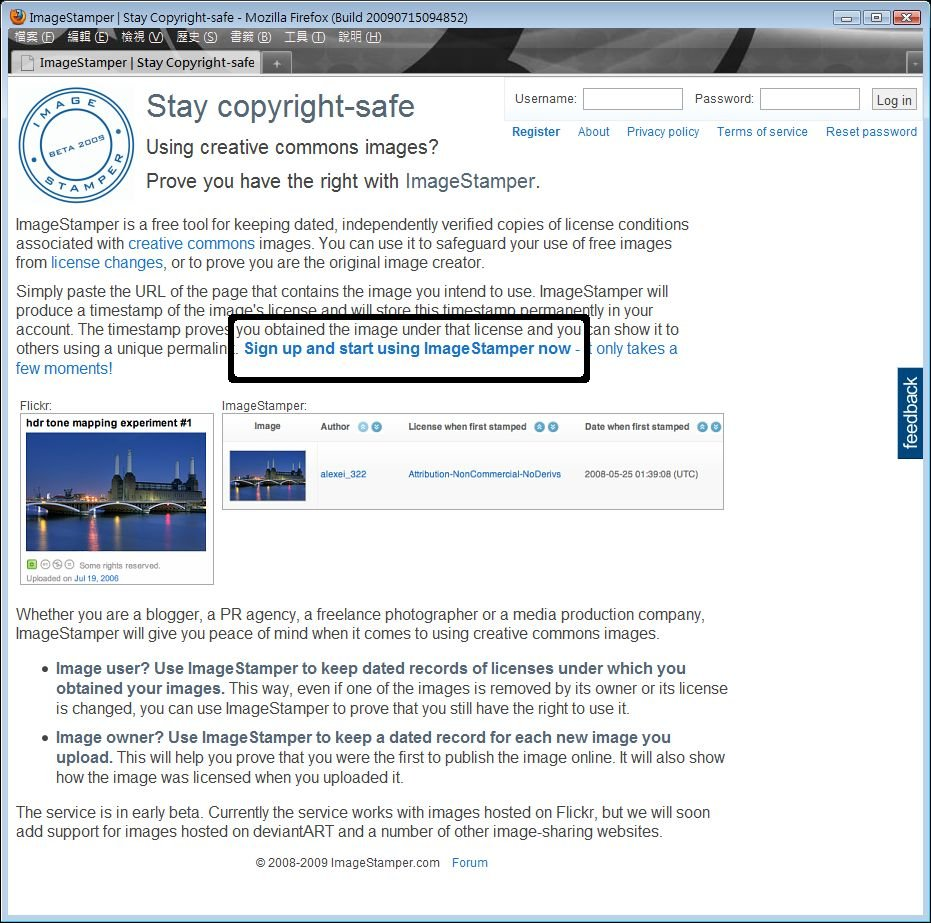 ImageStamper | Stay Copyright-safe - Mozilla Firefox (Build 20090715094852)
檔案 (F) 編輯 (E) 檢視 (V) 歷史 (S) 書籤 (B) 工具 (T) 說明 (H)
ImageStamper | Stay Copyright-safe
IMAGE STAMPER
BETA 2009
Stay copyright-safe
Username: Password: Log in
Register About Privacy policy Terms of service Reset password
Using creative commons images?
Prove you have the right with ImageStamper.
ImageStamper is a free tool for keeping dated, independently verified copies of license conditions
associated with creative commons images. You can use it to safeguard your use of free images
from license changes, or to prove you are the original image creator.
Simply paste the URL of the page that contains the image you intend to use. ImageStamper will
produce a timestamp of the image's license and will store this timestamp permanently in your
account. The timestamp proves you obtained the image under that license and you can show it to
others using a unique permalink. Sign up and start using ImageStamper now - it only takes a
few moments!
feedback
Flickr:
hdr tone mapping experiment #1
Some rights reserved.
Uploaded on Jul 19, 2006
ImageStamper:
Image Author License when first stamped Date when first stamped
alexei_322 Attribution-NonCommercial-NoDerivs 2008-05-25 01:39:08 (UTC)
Whether you are a blogger, a PR agency, a freelance photographer or a media production company,
ImageStamper will give you peace of mind when it comes to using creative commons images.
• Image user? Use ImageStamper to keep dated records of licenses under which you
obtained your images. This way, even if one of the images is removed by its owner or its license
is changed, you can use ImageStamper to prove that you still have the right to use it.
• Image owner? Use ImageStamper to keep a dated record for each new image you
upload. This will help you prove that you were the first to publish the image online. It will also show
how the image was licensed when you uploaded it.
The service is in early beta. Currently the service works with images hosted on Flickr, but we will soon
add support for images hosted on deviantART and a number of other image-sharing websites.
© 2008-2009 ImageStamper.com Forum